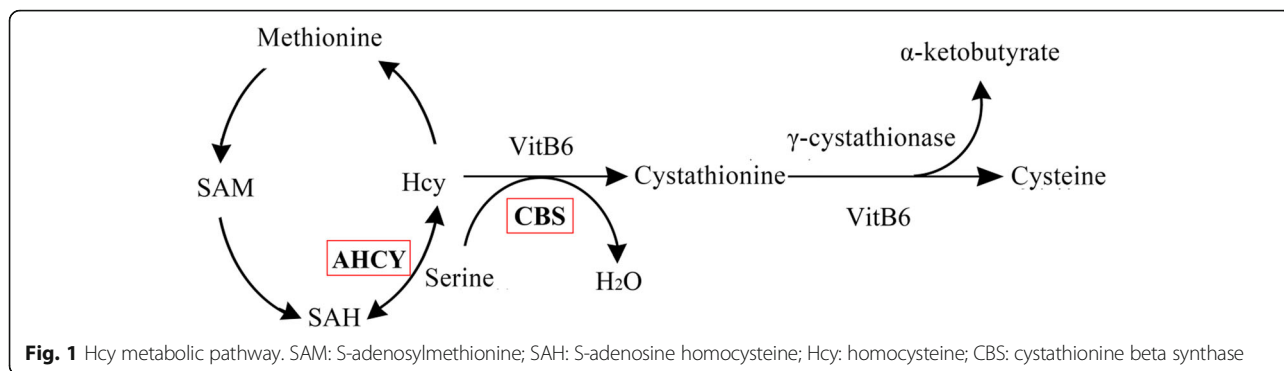 Methionine
α-ketobutyrate
VitB6
γ-cystathionase
SAM
Hcy
Cystathionine
Cysteine
CBS
VitB6
AHCY
Serine
H₂O
SAH
Fig. 1 Hcy metabolic pathway. SAM: S-adenosylmethionine; SAH: S-adenosine homocysteine; Hcy: homocysteine; CBS: cystathionine beta synthase